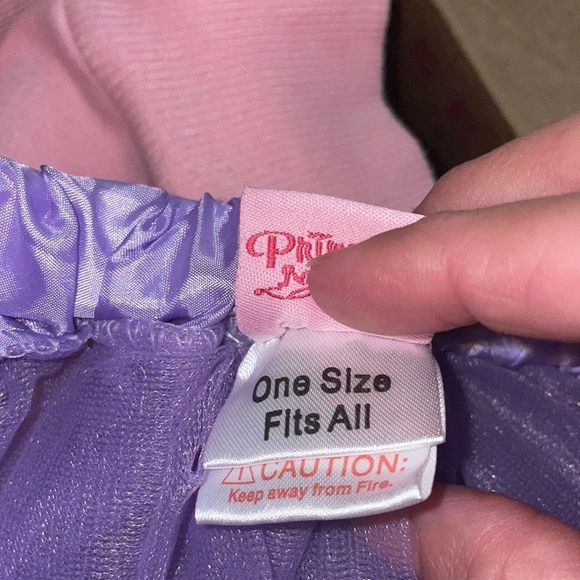 One Size
Fits All
⚠ CAUTION:
Keep away from Fire.